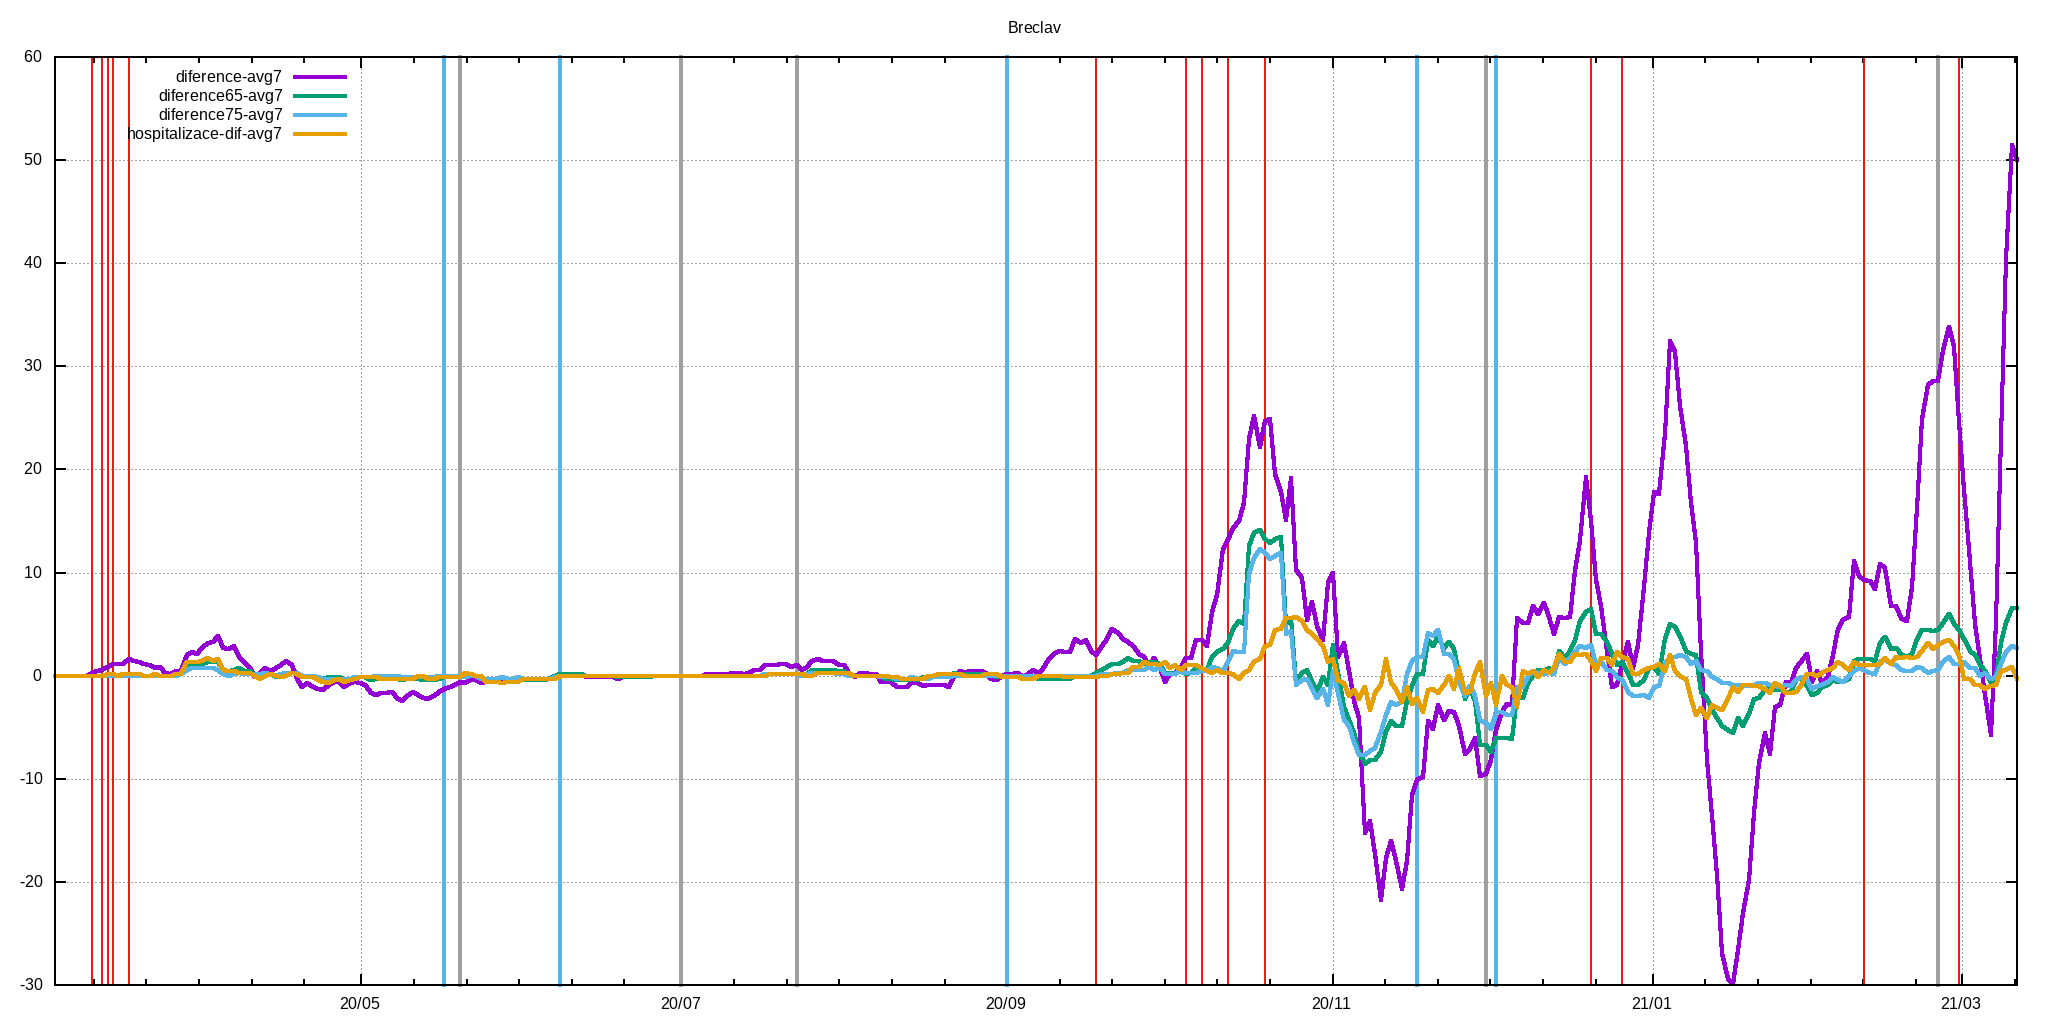 Breclav
60
diference-avg7
diference65-avg7
diference75-avg7
hospitalizace-dif-avg7
50
40
30
20
10
0
-10
-20
-30
20/05 20/07 20/09 20/11 21/01 21/03